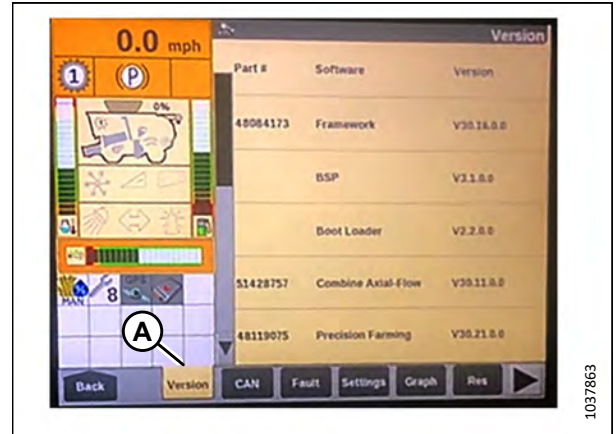 0.0 mph
Version
1
P
Part # Software Version
0%
48084173 Framework V30.16.0.0
BSP V3.1.0.0
Boot Loader V2.2.0.0
51428757 Combine Axial-Flow V30.11.0.0
MAN 8 GPS
48119075 Precision Farming V30.21.0.0
A
Back Version CAN Fault Settings Graph Res
1037863